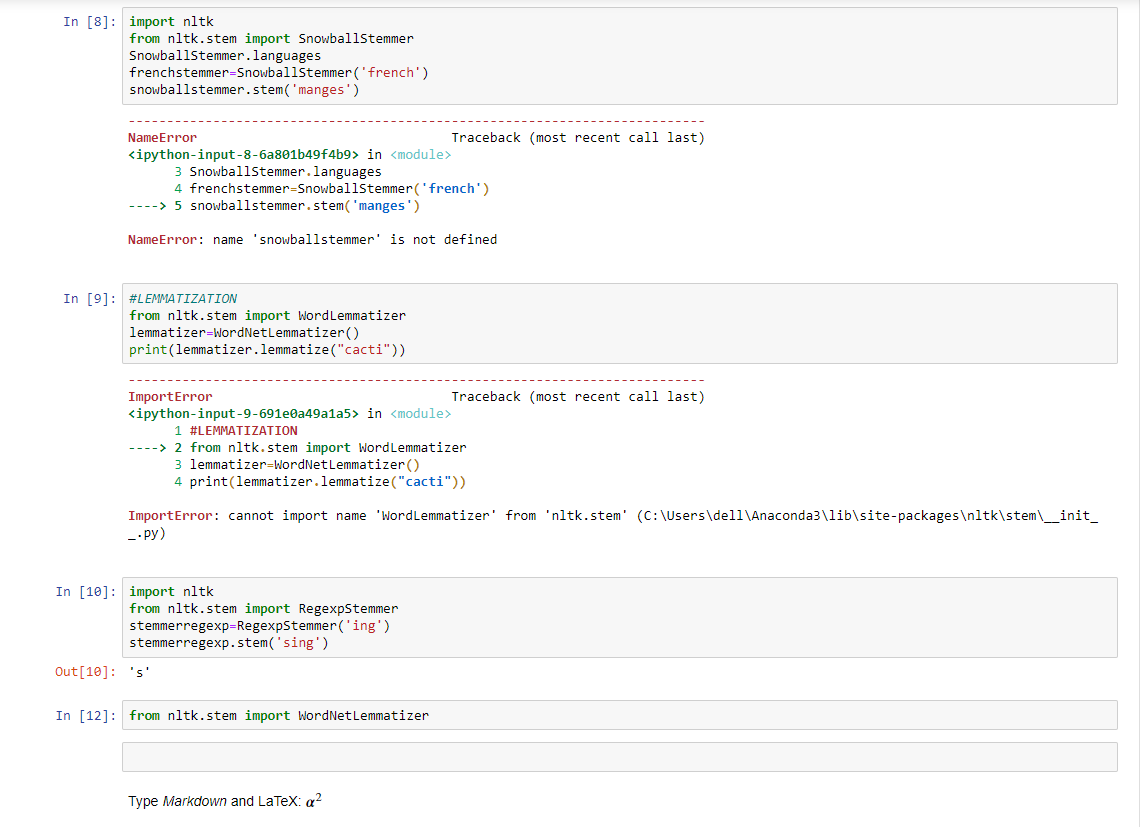 In [8]: import nltk
from nltk.stem import SnowballStemmer
SnowballStemmer.languages
frenchstemmer=SnowballStemmer('french')
snowballstemmer.stem('manges')
---------------------------------------------------------------------------
NameError Traceback (most recent call last)
<ipython-input-8-6a801b49f4b9> in <module>
3 SnowballStemmer.languages
4 frenchstemmer=SnowballStemmer('french')
----> 5 snowballstemmer.stem('manges')
NameError: name 'snowballstemmer' is not defined
In [9]: #LEMMATIZATION
from nltk.stem import WordLemmatizer
lemmatizer=WordNetLemmatizer()
print(lemmatizer.lemmatize("cacti"))
---------------------------------------------------------------------------
ImportError Traceback (most recent call last)
<ipython-input-9-691e0a49a1a5> in <module>
1 #LEMMATIZATION
----> 2 from nltk.stem import WordLemmatizer
3 lemmatizer=WordNetLemmatizer()
4 print(lemmatizer.lemmatize("cacti"))
ImportError: cannot import name 'WordLemmatizer' from 'nltk.stem' (C:\Users\dell\Anaconda3\lib\site-packages\nltk\stem\__init_
_.py)
In [10]: import nltk
from nltk.stem import RegexpStemmer
stemmerregexp=RegexpStemmer('ing')
stemmerregexp.stem('sing')
Out[10]: 's'
In [12]: from nltk.stem import WordNetLemmatizer
Type Markdown and LaTeX: α²